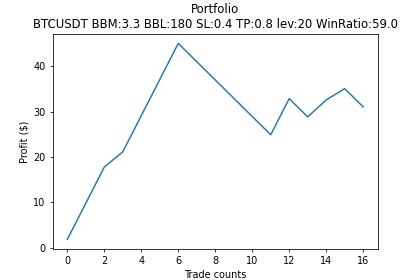 Portfolio
BTCUSDT BBM:3.3 BBL:180 SL:0.4 TP:0.8 lev:20 WinRatio:59.0
40
30
20
10
0
Profit ($)
0 2 4 6 8 10 12 14 16
Trade counts